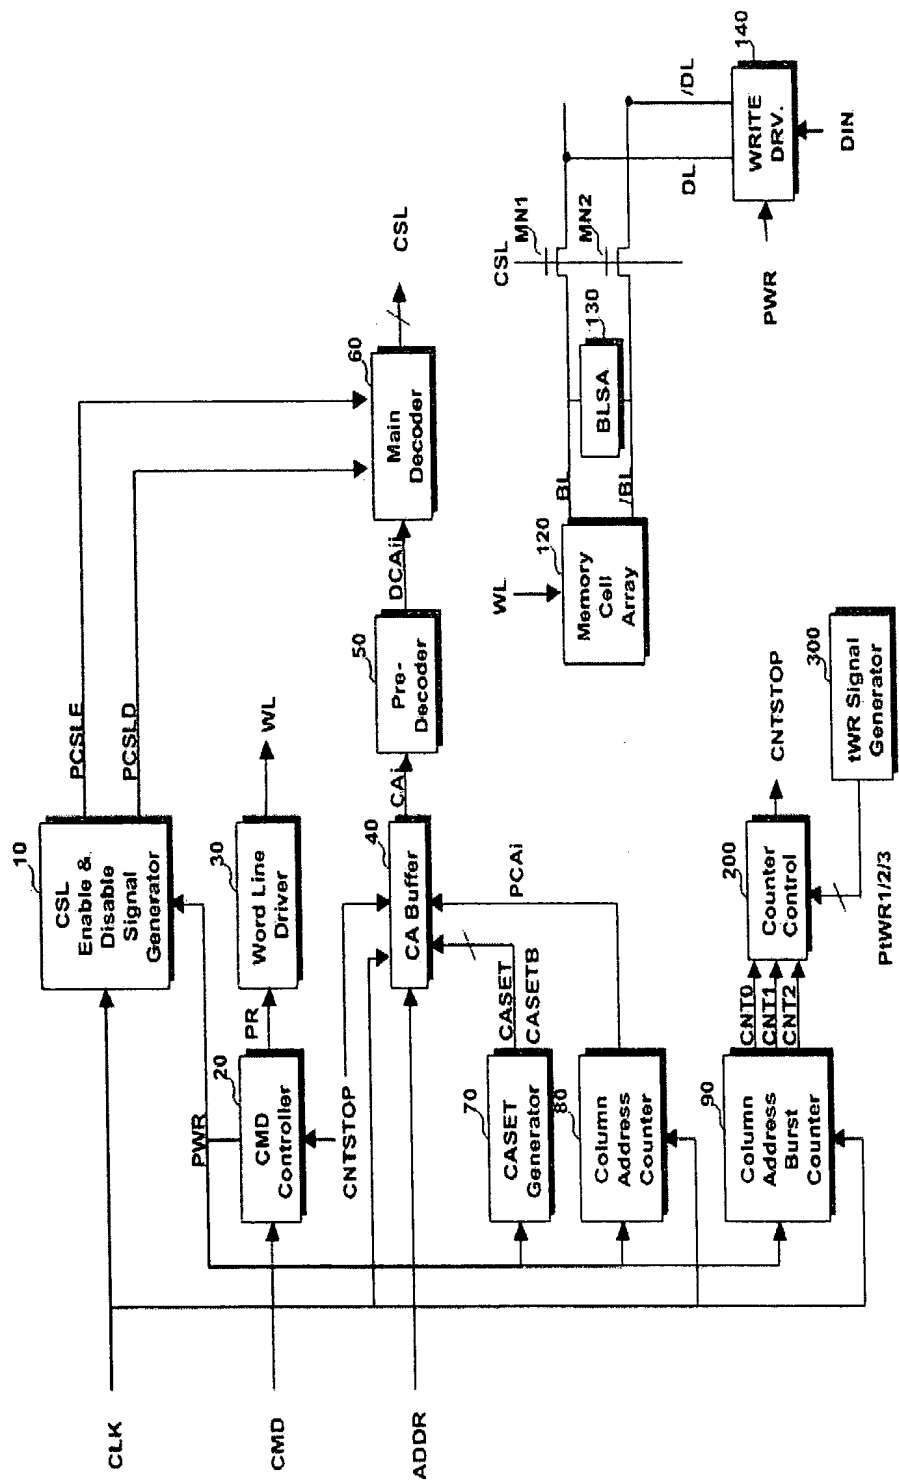 CLK
CMD
ADDR
10
CSL
Enable &
Disable
Signal
Generator
PCSLE
PCSLD
PWR
20
CMD
Controller
PR
30
Word Line
Driver
WL
CNTSTOP
40
CA Buffer
CAi
50
Pre-
Decoder
DCAij
60
Main
Decoder
CSL
70
CASET
Generator
CASET
CASETB
80
Column
Address
Counter
PCAi
90
Column
Address
Burst
Counter
CNT0
CNT1
CNT2
200
Counter
Control
CNTSTOP
PtWR1/2/3
300
tWR Signal
Generator
WL
120
Memory
Cell
Array
BL
/BL
130
BLSA
CSL
MN1
MN2
DL
/DL
PWR
140
WRITE
DRV.
DIN